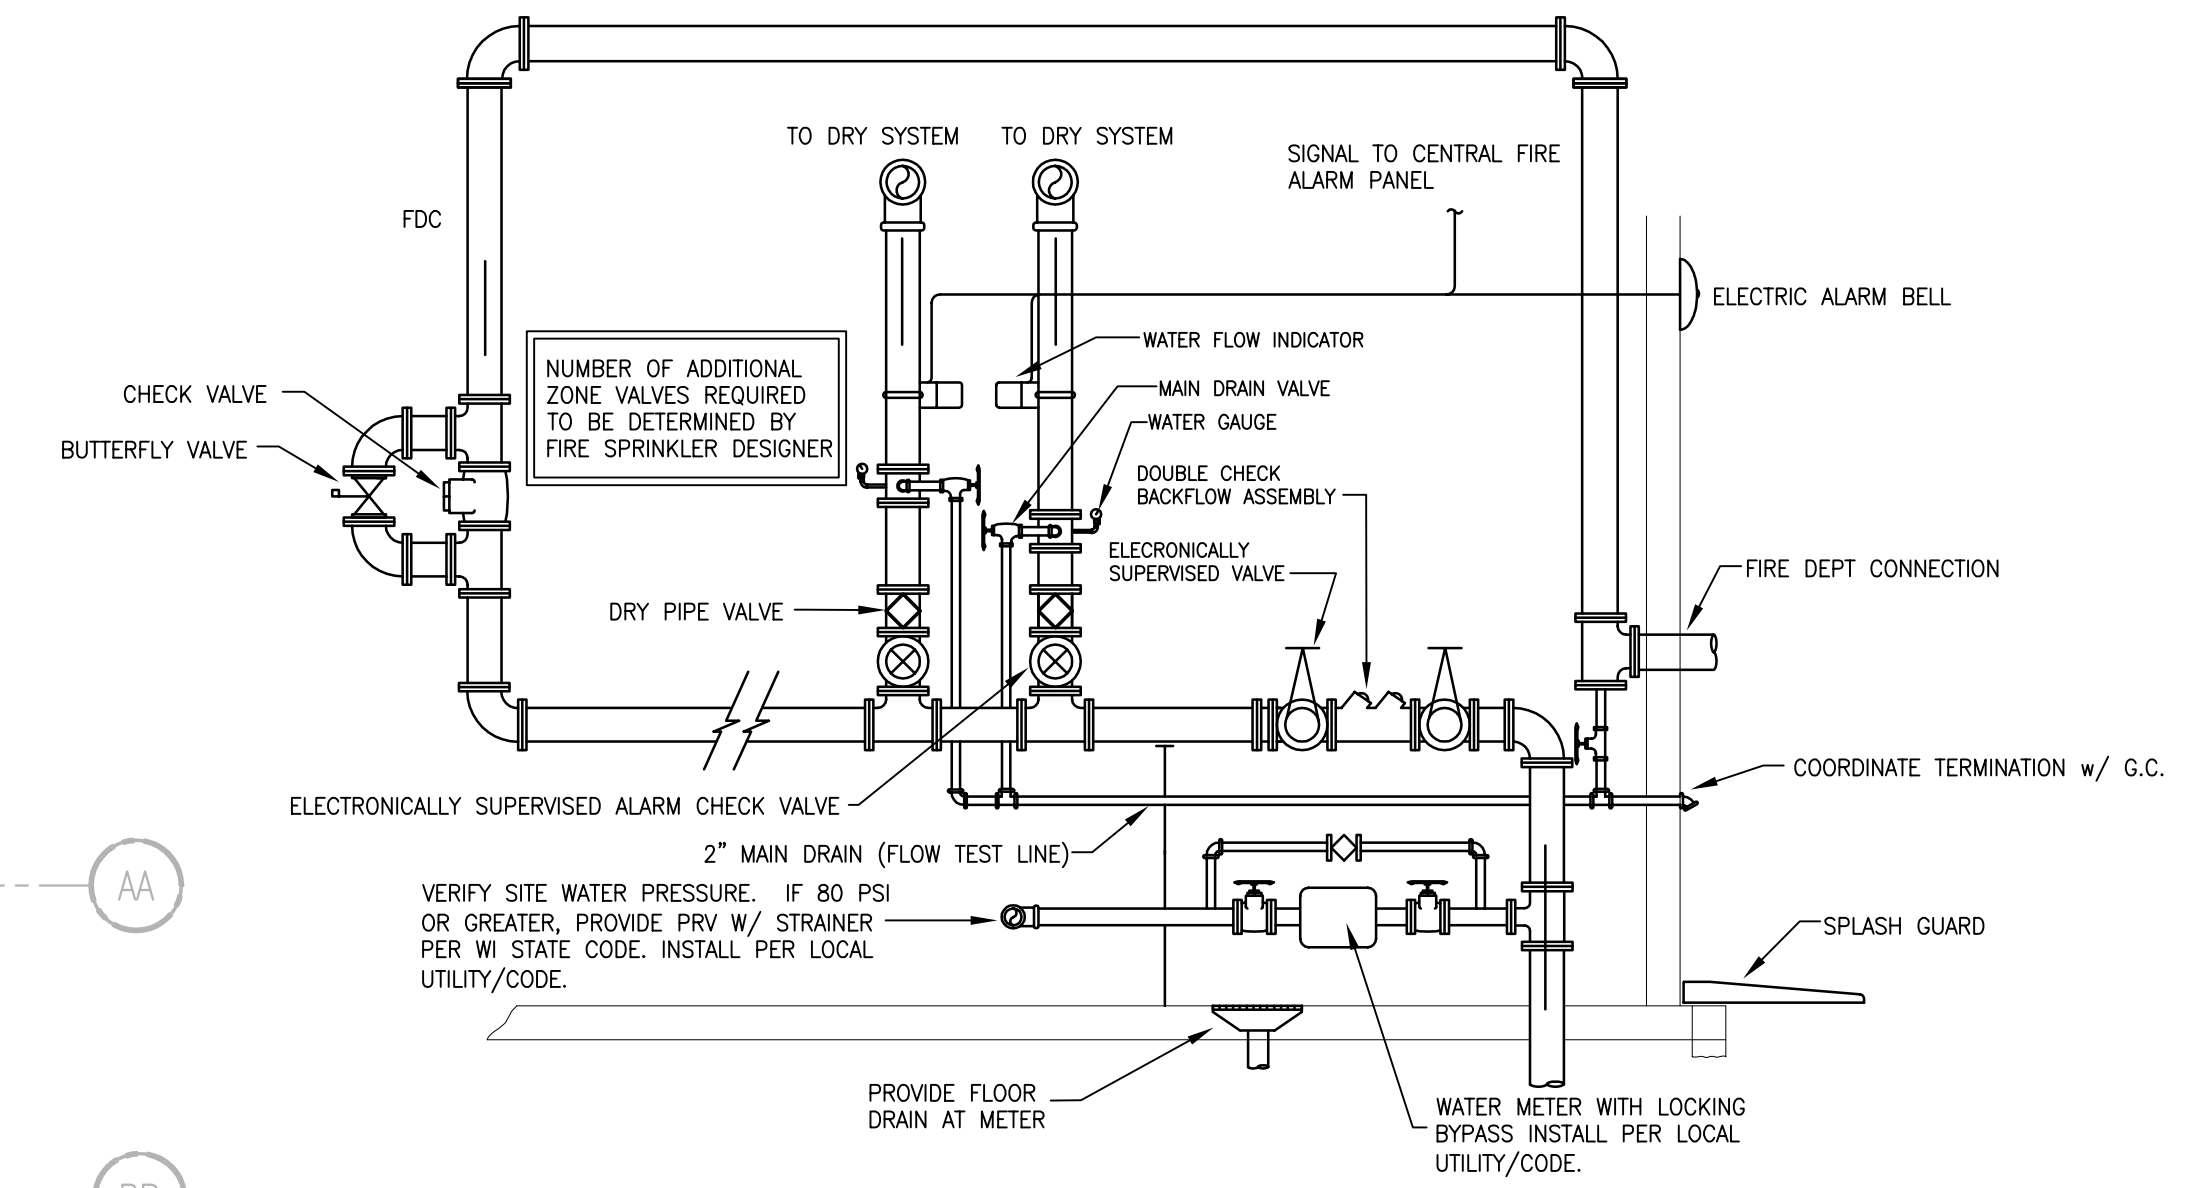 TO DRY SYSTEM
TO DRY SYSTEM
SIGNAL TO CENTRAL FIRE
ALARM PANEL
FDC
ELECTRIC ALARM BELL
WATER FLOW INDICATOR
NUMBER OF ADDITIONAL
ZONE VALVES REQUIRED
TO BE DETERMINED BY
FIRE SPRINKLER DESIGNER
CHECK VALVE
MAIN DRAIN VALVE
WATER GAUGE
BUTTERFLY VALVE
DOUBLE CHECK
BACKFLOW ASSEMBLY
ELECRONICALLY
SUPERVISED VALVE
FIRE DEPT CONNECTION
DRY PIPE VALVE
COORDINATE TERMINATION w/ G.C.
ELECTRONICALLY SUPERVISED ALARM CHECK VALVE
2" MAIN DRAIN (FLOW TEST LINE)
AA
VERIFY SITE WATER PRESSURE. IF 80 PSI
OR GREATER, PROVIDE PRV W/ STRAINER
PER WI STATE CODE. INSTALL PER LOCAL
UTILITY/CODE.
SPLASH GUARD
PROVIDE FLOOR
DRAIN AT METER
WATER METER WITH LOCKING
BYPASS INSTALL PER LOCAL
UTILITY/CODE.